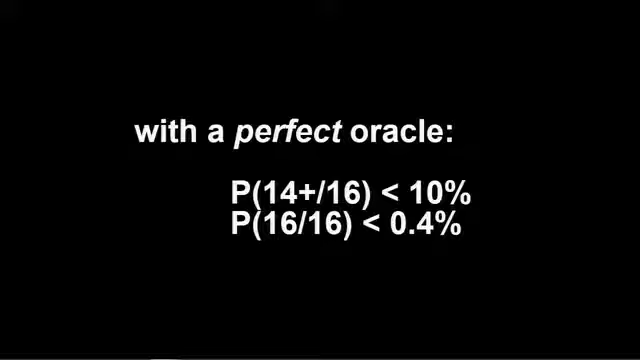 with a perfect oracle:
P(14+/16) < 10%
P(16/16) < 0.4%